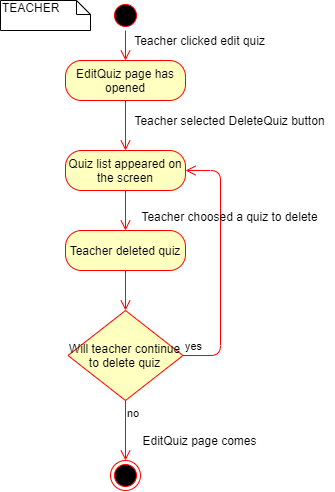 TEACHER
Teacher clicked edit quiz
EditQuiz page has
opened
Teacher selected DeleteQuiz button
Quiz list appeared on
the screen
Teacher choosed a quiz to delete
Teacher deleted quiz
Will teacher continue
to delete quiz
yes
no
EditQuiz page comes